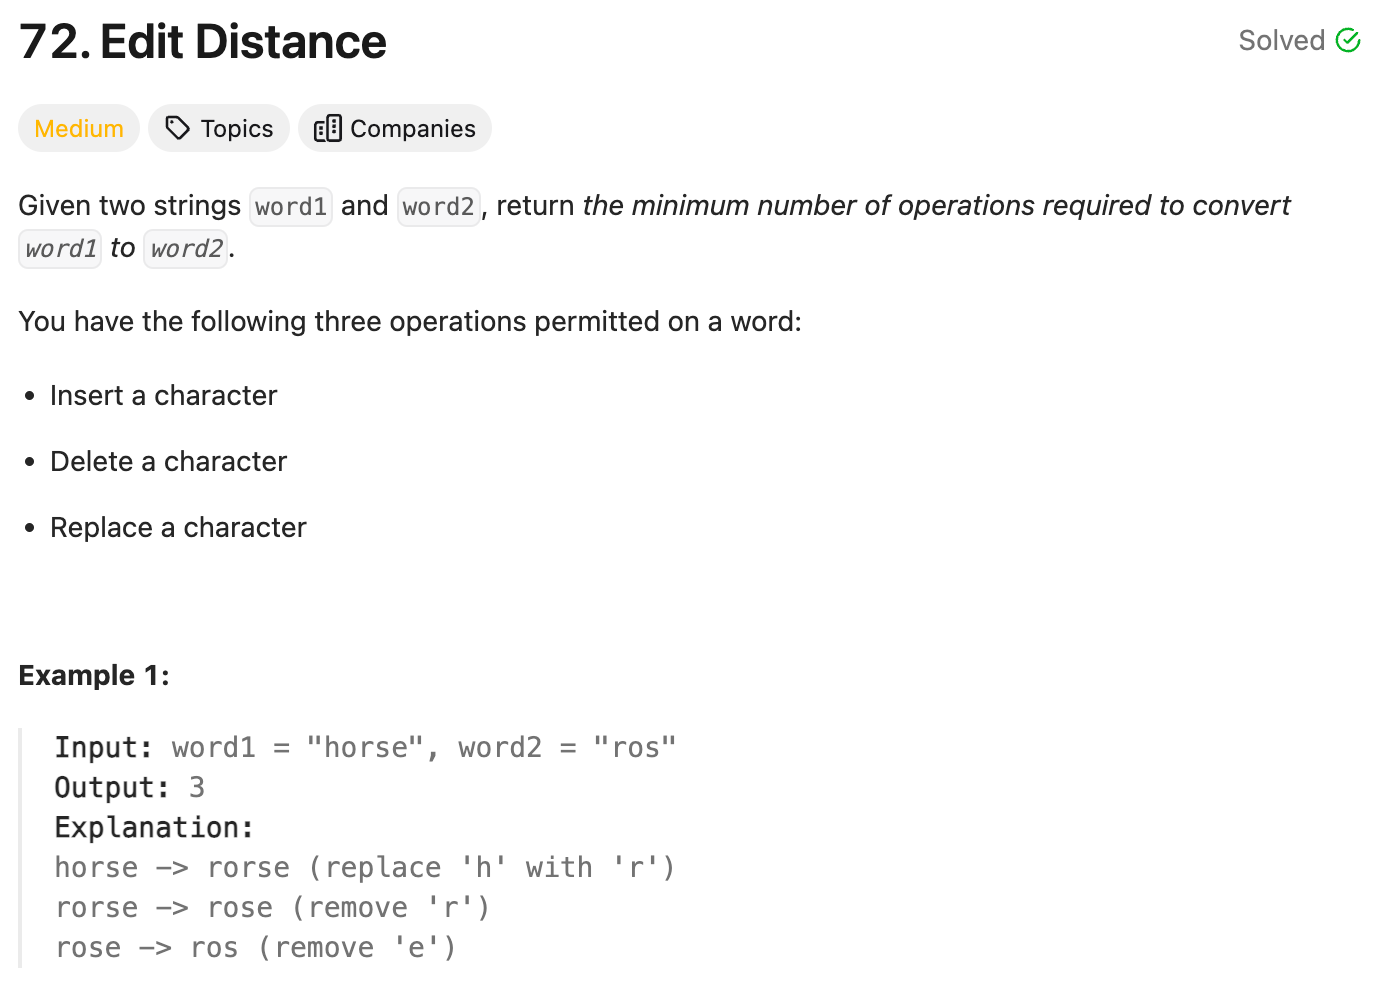 72. Edit Distance
Solved
Medium
Topics
Companies
Given two strings word1 and word2, return the minimum number of operations required to convert
word1 to word2.
You have the following three operations permitted on a word:
• Insert a character
• Delete a character
• Replace a character
Example 1:
Input: word1 = "horse", word2 = "ros"
Output: 3
Explanation:
horse -> rorse (replace 'h' with 'r')
rorse -> rose (remove 'r')
rose -> ros (remove 'e')